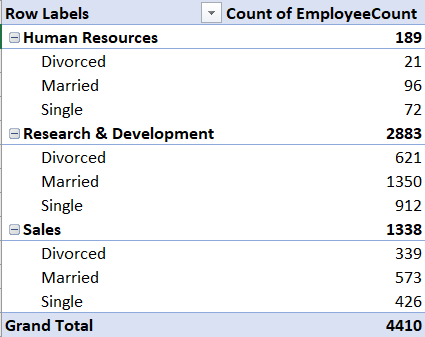 Row Labels Count of EmployeeCount
Human Resources 189
Divorced 21
Married 96
Single 72
Research & Development 2883
Divorced 621
Married 1350
Single 912
Sales 1338
Divorced 339
Married 573
Single 426
Grand Total 4410